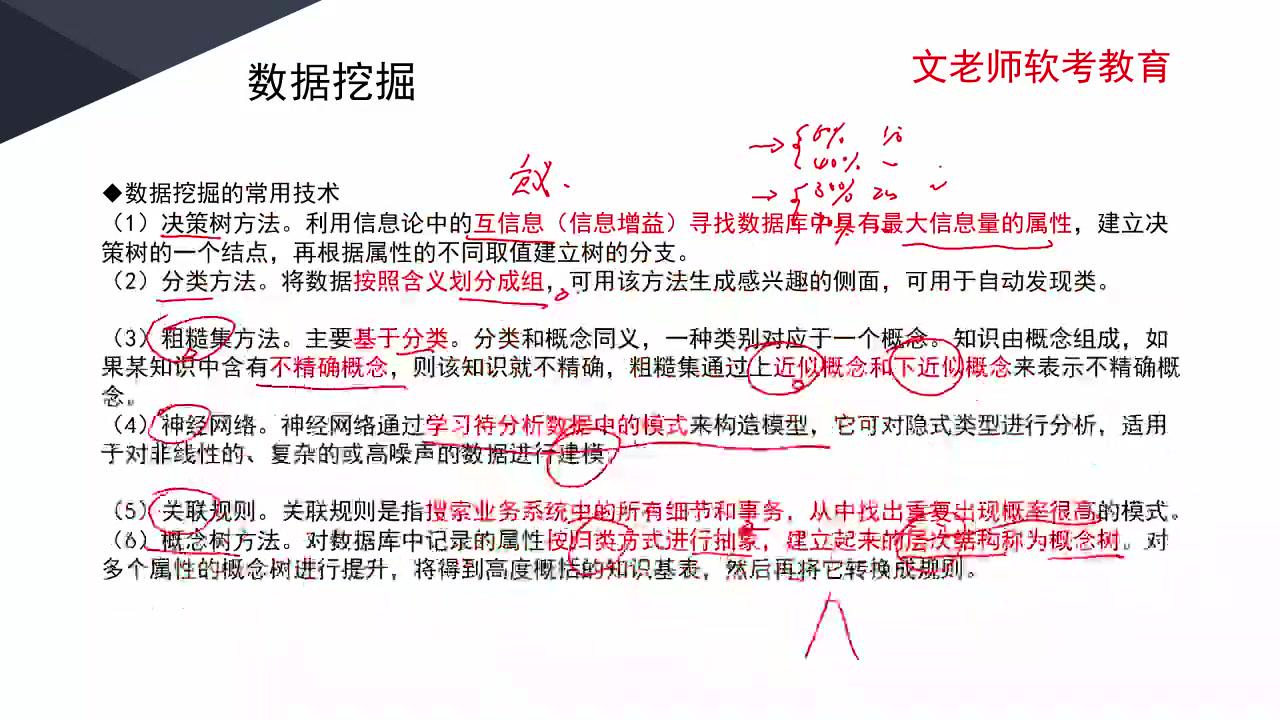 数据挖掘
文老师软考教育
◆数据挖掘的常用技术
（1）决策树方法。利用信息论中的互信息（信息增益）寻找数据库中具有最大信息量的属性，建立决
策树的一个结点，再根据属性的不同取值建立树的分支。
（2）分类方法。将数据按照含义划分成组，可用该方法生成感兴趣的侧面，可用于自动发现类。
（3）粗糙集方法。主要基于分类。分类和概念同义，一种类别对应于一个概念。知识由概念组成，如
果某知识中含有不精确概念，则该知识就不精确，粗糙集通过上近似概念和下近似概念来表示不精确概
念。
（4）神经网络。神经网络通过学习待分析数据中的模式来构造模型，它可对隐式类型进行分析，适用
于对非线性的、复杂的或高噪声的数据进行建模。
（5）关联规则。关联规则是指搜索业务系统中的所有细节和事务，从中找出重复出现概率很高的模式。
（6）概念树方法。对数据库中记录的属性按归类方式进行抽象，建立起来的层次结构称为概念树。对
多个属性的概念树进行提升，将得到高度概括的知识基表，然后再将它转换成规则。